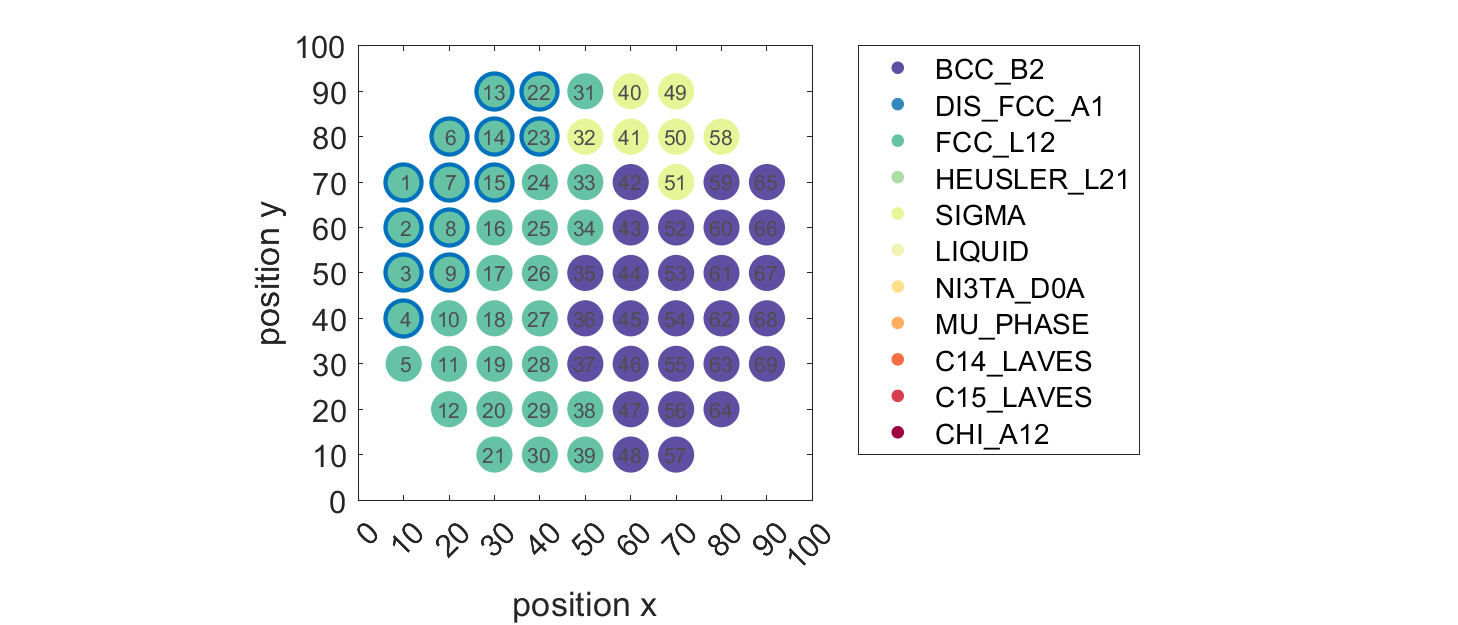 100
90
80
70
60
50
40
30
20
10
0
position y
13 22 31 40 49
6 14 23 32 41 50 58
1 7 15 24 33 42 51 59 65
2 8 16 25 34 43 52 60 66
3 9 17 26 35 44 53 61 67
4 10 18 27 36 45 54 62 68
5 11 19 28 37 46 55 63 69
12 20 29 38 47 56 64
21 30 39 48 57
0 10 20 30 40 50 60 70 80 90 100
position x
BCC_B2
DIS_FCC_A1
FCC_L12
HEUSLER_L21
SIGMA
LIQUID
NI3TA_D0A
MU_PHASE
C14_LAVES
C15_LAVES
CHI_A12